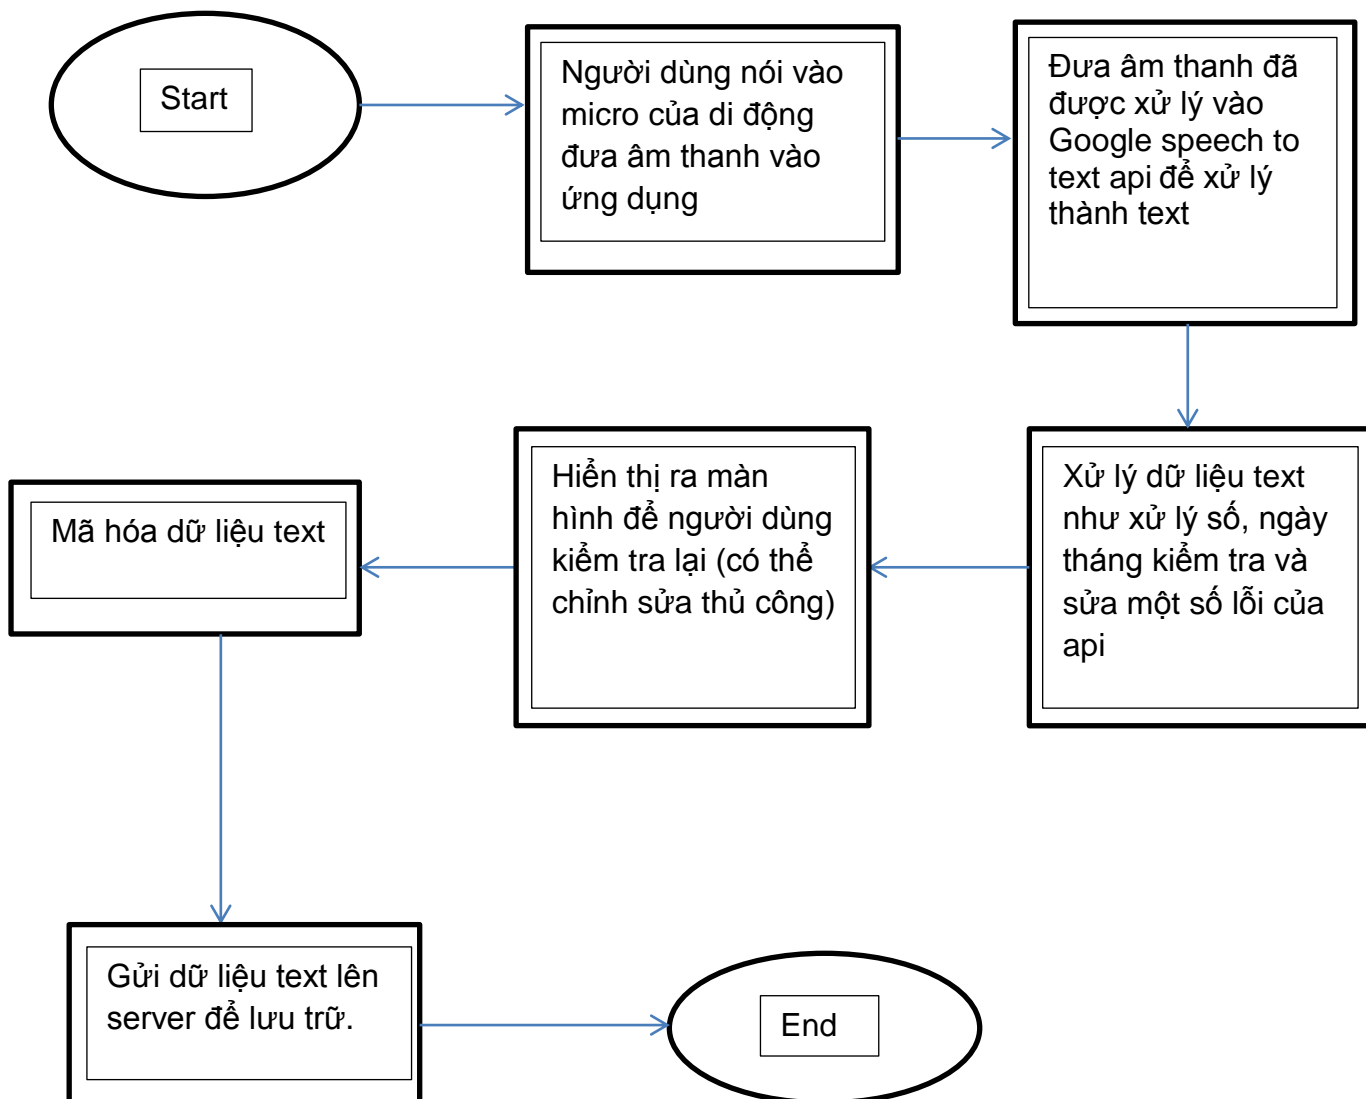 Start
Người dùng nói vào
micro của di động
đưa âm thanh vào
ứng dụng
Đưa âm thanh đã
được xử lý vào
Google speech to
text api để xử lý
thành text
Xử lý dữ liệu text
như xử lý số, ngày
tháng kiểm tra và
sửa một số lỗi của
api
Hiển thị ra màn
hình để người dùng
kiểm tra lại (có thể
chỉnh sửa thủ công)
Mã hóa dữ liệu text
Gửi dữ liệu text lên
server để lưu trữ.
End